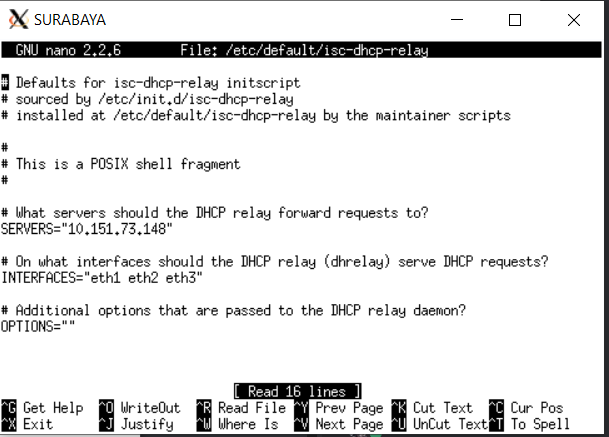 SURABAYA
GNU nano 2.2.6 File: /etc/default/isc-dhcp-relay
# Defaults for isc-dhcp-relay initscript
# sourced by /etc/init.d/isc-dhcp-relay
# installed at /etc/default/isc-dhcp-relay by the maintainer scripts
#
# This is a POSIX shell fragment
#
# What servers should the DHCP relay forward requests to?
SERVERS="10.151.73.148"
# On what interfaces should the DHCP relay (dhrelay) serve DHCP requests?
INTERFACES="eth1 eth2 eth3"
# Additional options that are passed to the DHCP relay daemon?
OPTIONS=""
[ Read 16 lines ]
^G Get Help ^O WriteOut ^R Read File ^Y Prev Page ^K Cut Text ^C Cur Pos
^X Exit ^J Justify ^W Where Is ^V Next Page ^U UnCut Text ^T To Spell